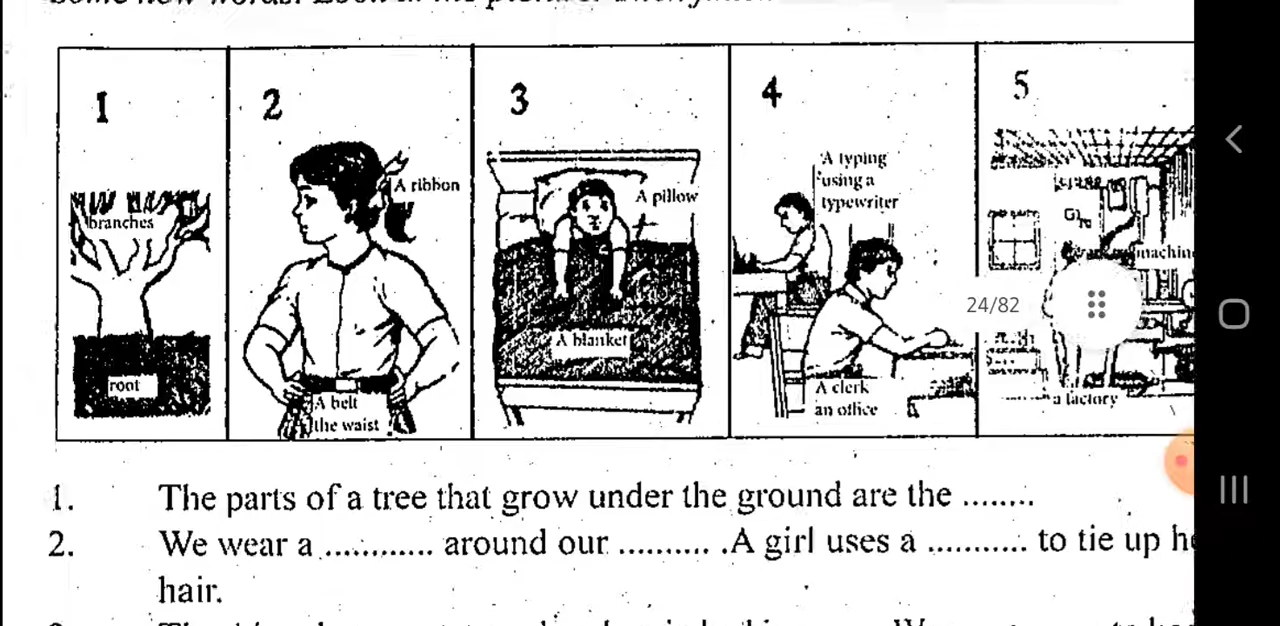 1
2
3
4
5
branches
root
A ribbon
A belt
the waist
A pillow
A blanket
A typing
using a
typewriter
A clerk
an office
machin
a factory
24/82
1. The parts of a tree that grow under the ground are the ........
2. We wear a ............ around our .......... .A girl uses a ........... to tie up h
hair.